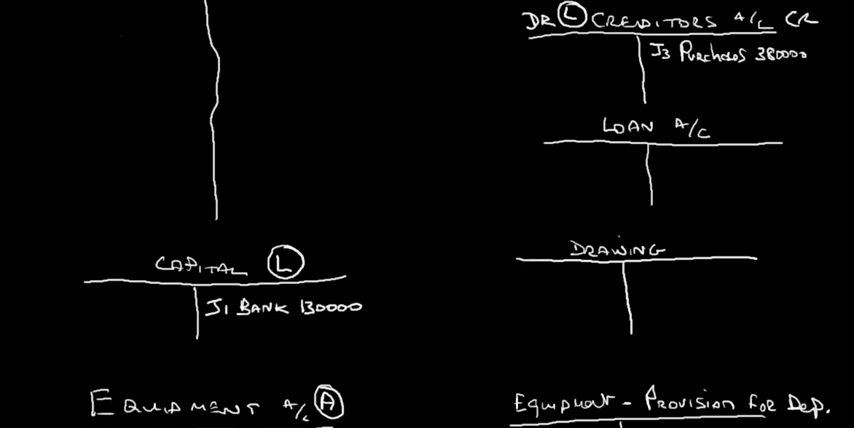 DR L CREDITORS A/C CR
J3 Purchases 380000
LOAN A/C
DRAWING
CAPITAL L
J1 BANK 130000
EQUIPMENT A/C A
EQUIPMENT - PROVISION FOR Dep.